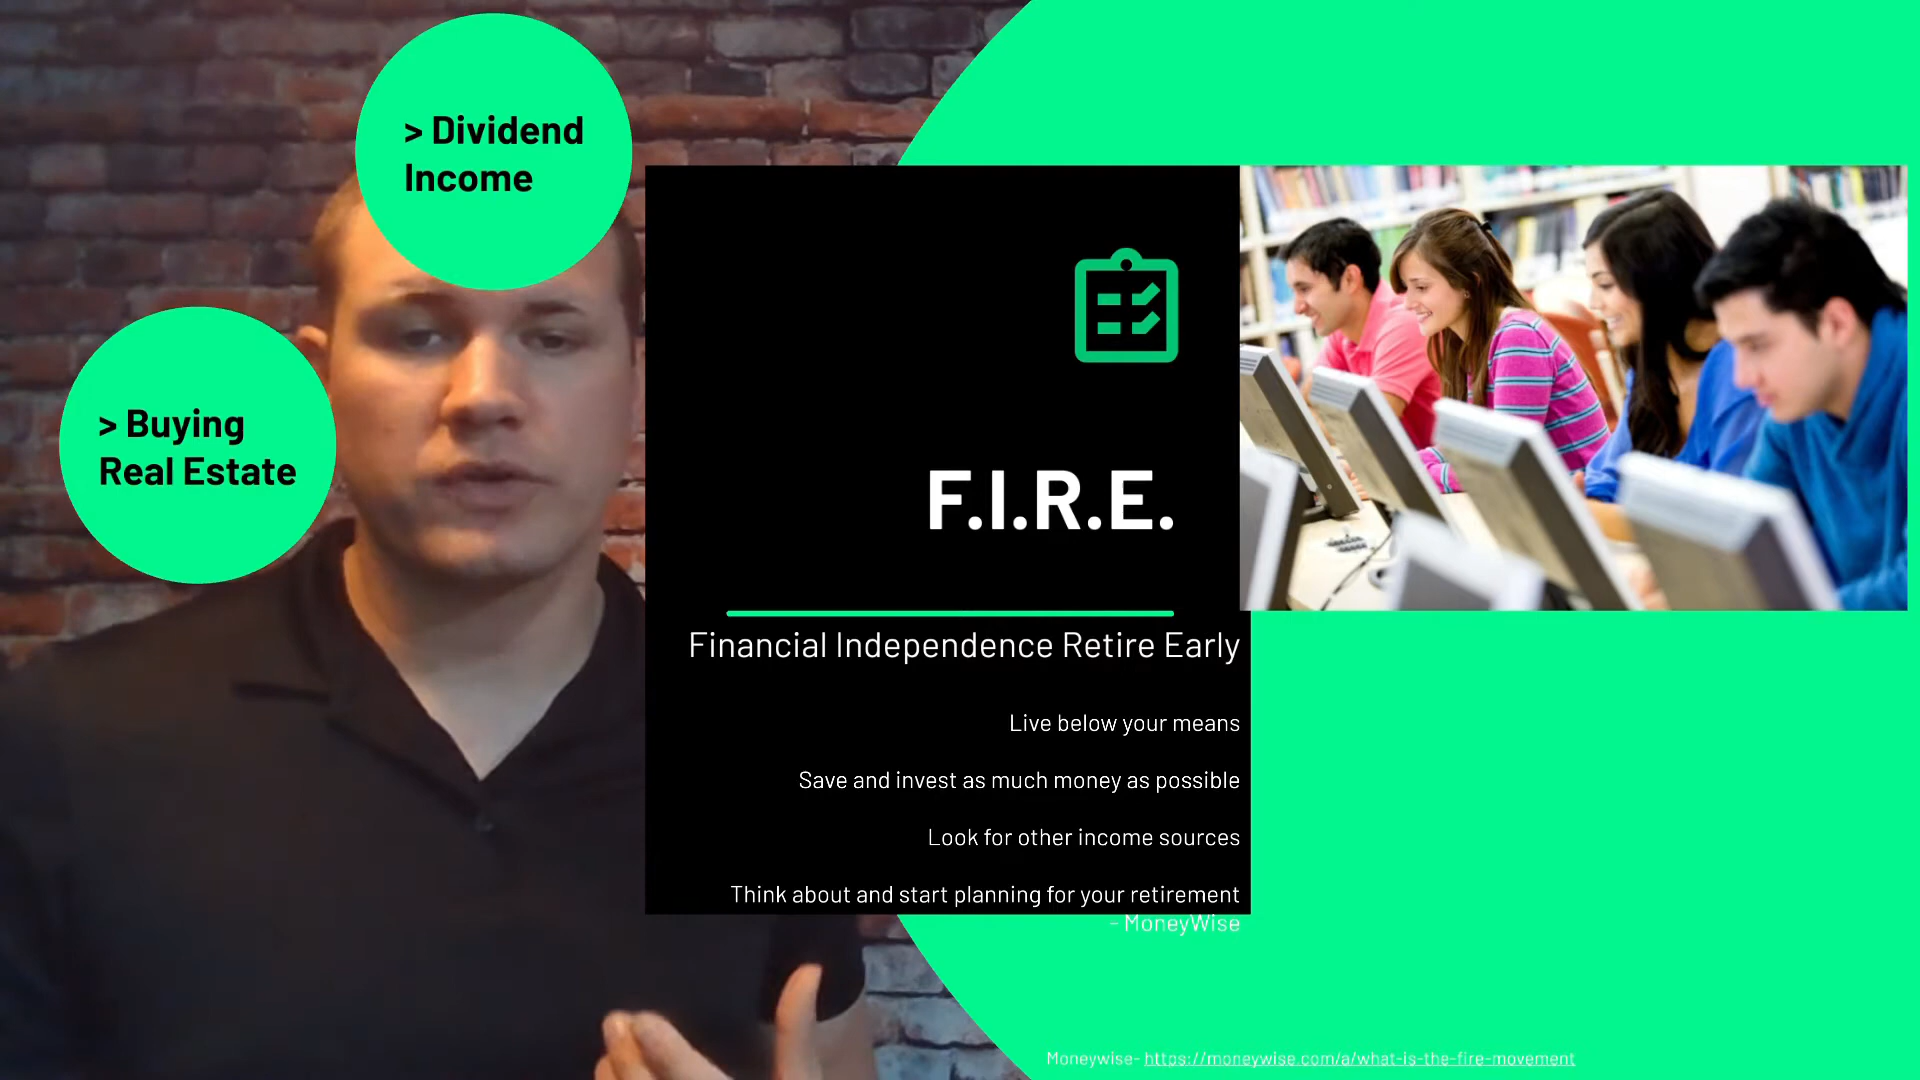 > Dividend
Income
> Buying
Real Estate
F.I.R.E.
Financial Independence Retire Early
Live below your means
Save and invest as much money as possible
Look for other income sources
Think about and start planning for your retirement
- MoneyWise
Moneywise- https://moneywise.com/a/what-is-the-fire-movement